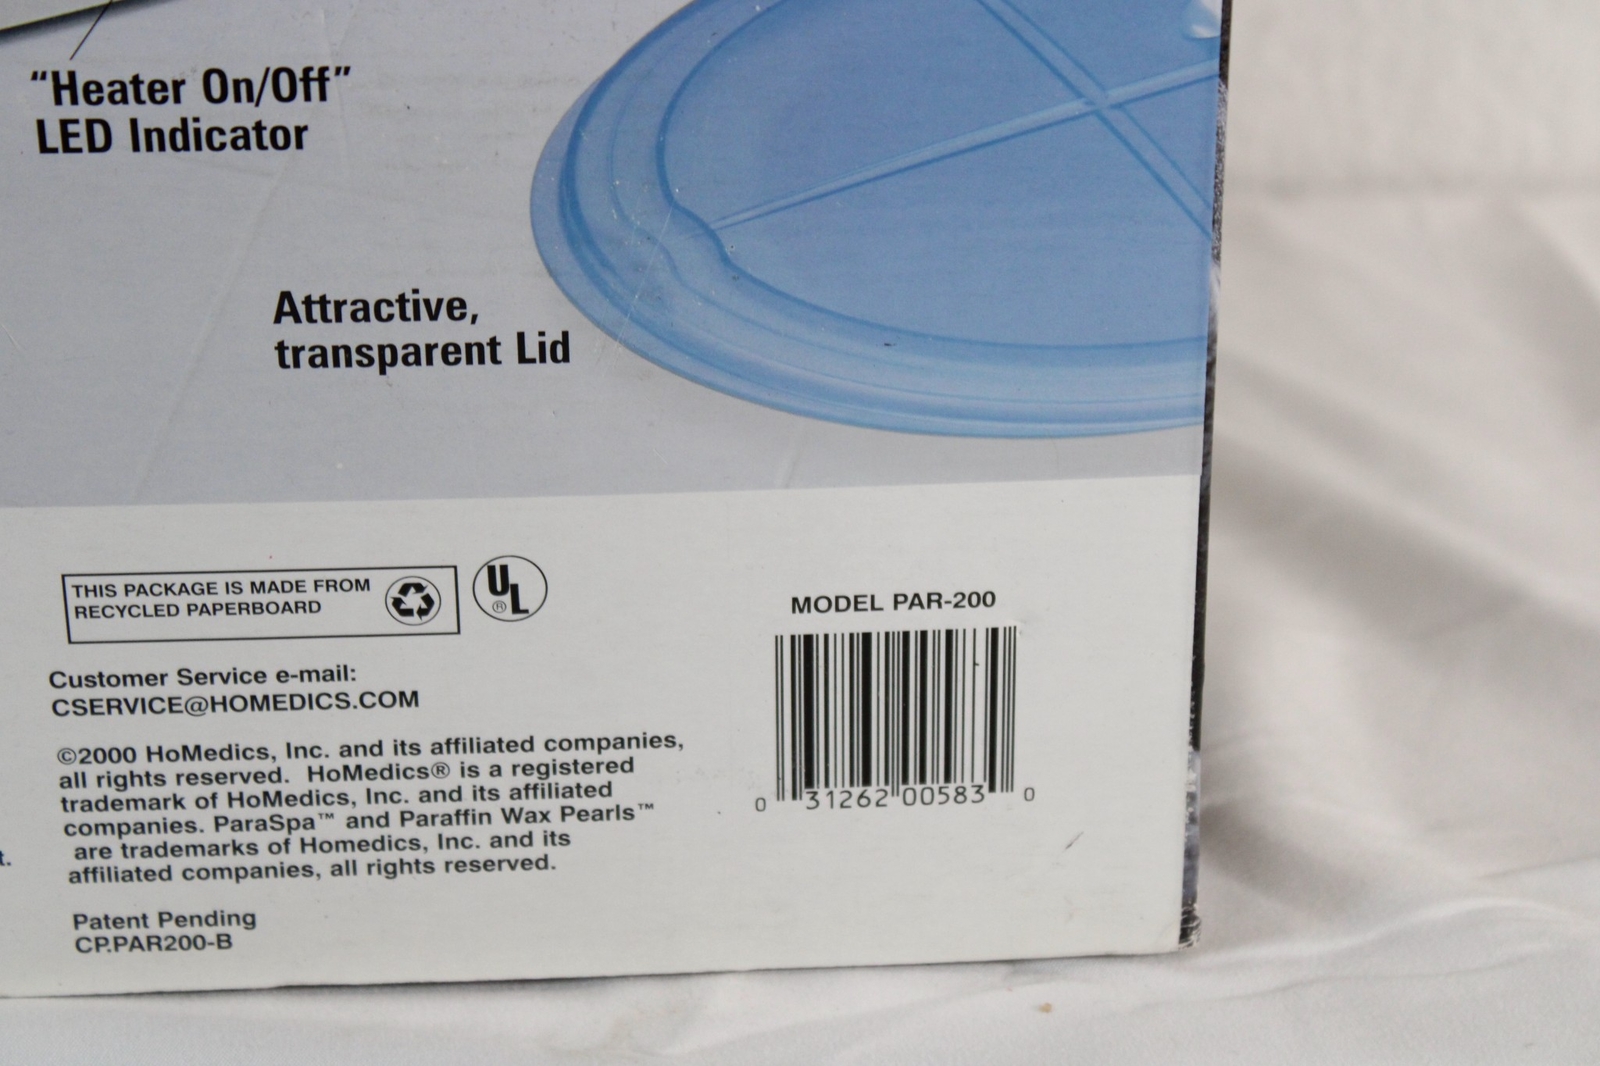 "Heater On/Off"
LED Indicator
Attractive,
transparent Lid
THIS PACKAGE IS MADE FROM
RECYCLED PAPERBOARD
UL
®
MODEL PAR-200
0 31262 00583 0
Customer Service e-mail:
CSERVICE@HOMEDICS.COM
©2000 HoMedics, Inc. and its affiliated companies,
all rights reserved. HoMedics® is a registered
trademark of HoMedics, Inc. and its affiliated
companies. ParaSpa™ and Paraffin Wax Pearls™
are trademarks of Homedics, Inc. and its
affiliated companies, all rights reserved.
t.
Patent Pending
CP.PAR200-B